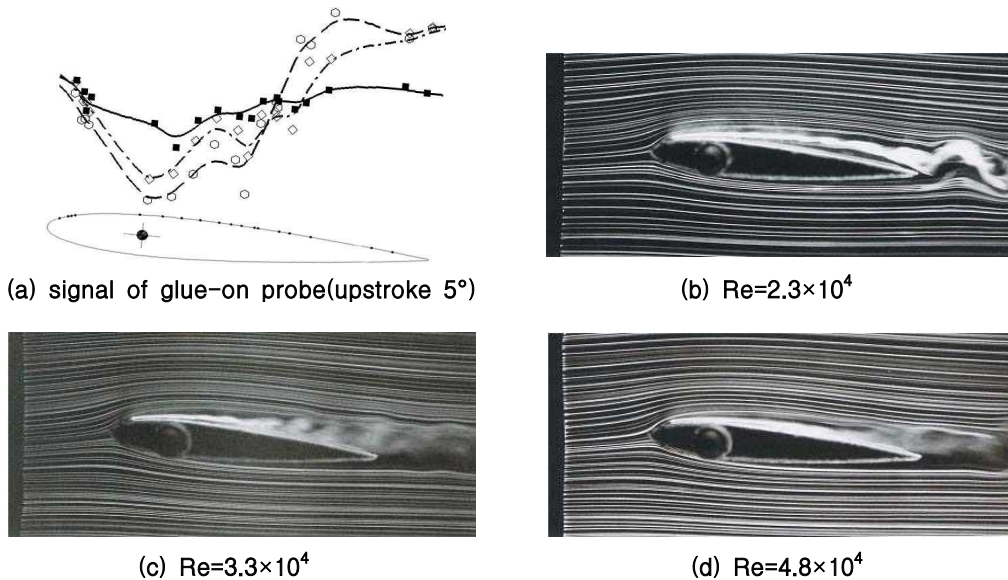 (a) signal of glue-on probe(upstroke 5°)
(b) Re=2.3×10⁴
(c) Re=3.3×10⁴
(d) Re=4.8×10⁴